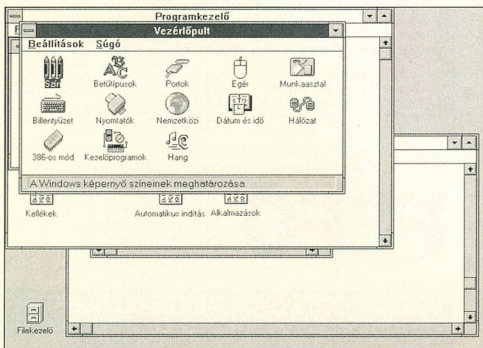 Programkezelő
Vezérlőpult
Beállítások Súgó
Betűtípusok Portok Egér Munkaasztal
Billentyűzet Nyomtatók Nemzetközi Dátum és idő Hálózat
386-os mód Kezelőprogramok Hang
A Windows képernyő színeinek meghatározása
Kellékek Automatikus indítás Alkalmazások
Filekezelő